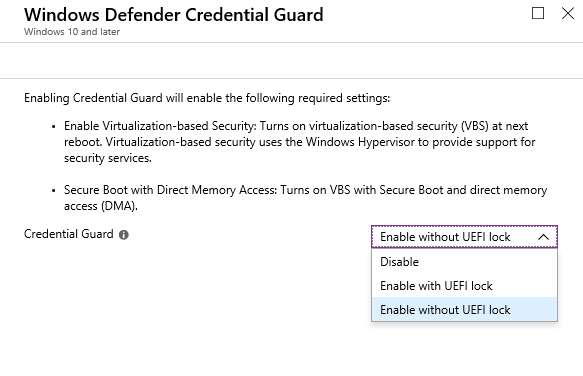 Windows Defender Credential Guard
Windows 10 and later
Enabling Credential Guard will enable the following required settings:
• Enable Virtualization-based Security: Turns on virtualization-based security (VBS) at next
reboot. Virtualization-based security uses the Windows Hypervisor to provide support for
security services.
• Secure Boot with Direct Memory Access: Turns on VBS with Secure Boot and direct memory
access (DMA).
Credential Guard
Enable without UEFI lock
Disable
Enable with UEFI lock
Enable without UEFI lock